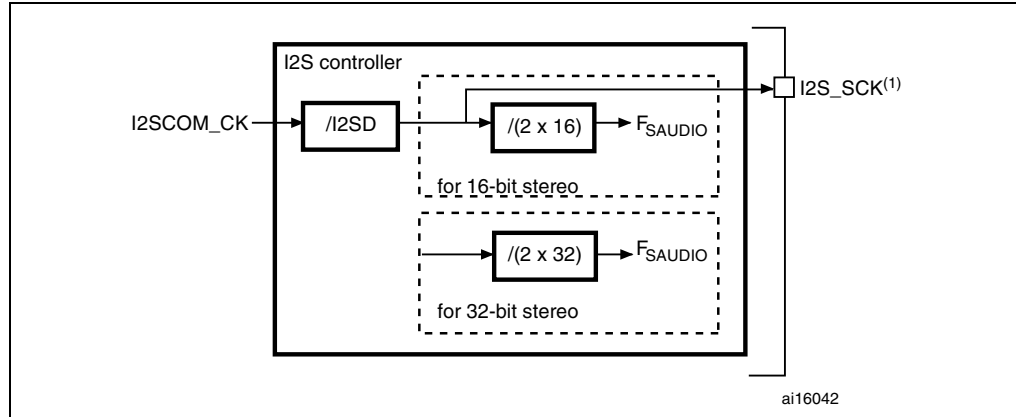 I2S controller
I2S_SCK(1)
I2SCOM_CK
/I2SD
/(2 x 16)
FSAUDIO
for 16-bit stereo
/(2 x 32)
FSAUDIO
for 32-bit stereo
ai16042